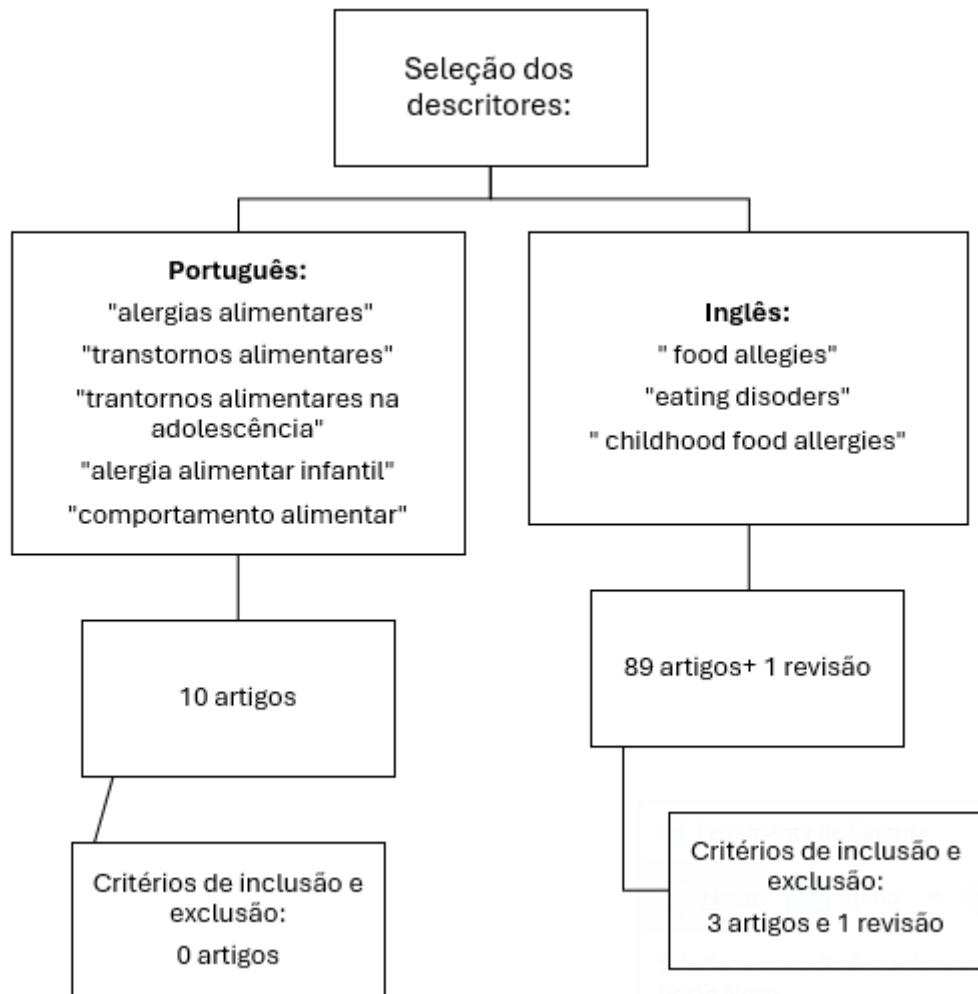 Seleção dos
descritores:
Português:
"alergias alimentares"
"transtornos alimentares"
"trantornos alimentares na
adolescência"
"alergia alimentar infantil"
"comportamento alimentar"
Inglês:
" food allegies"
"eating disoders"
" childhood food allergies"
10 artigos
89 artigos+ 1 revisão
Critérios de inclusão e
exclusão:
0 artigos
Critérios de inclusão e
exclusão:
3 artigos e 1 revisão